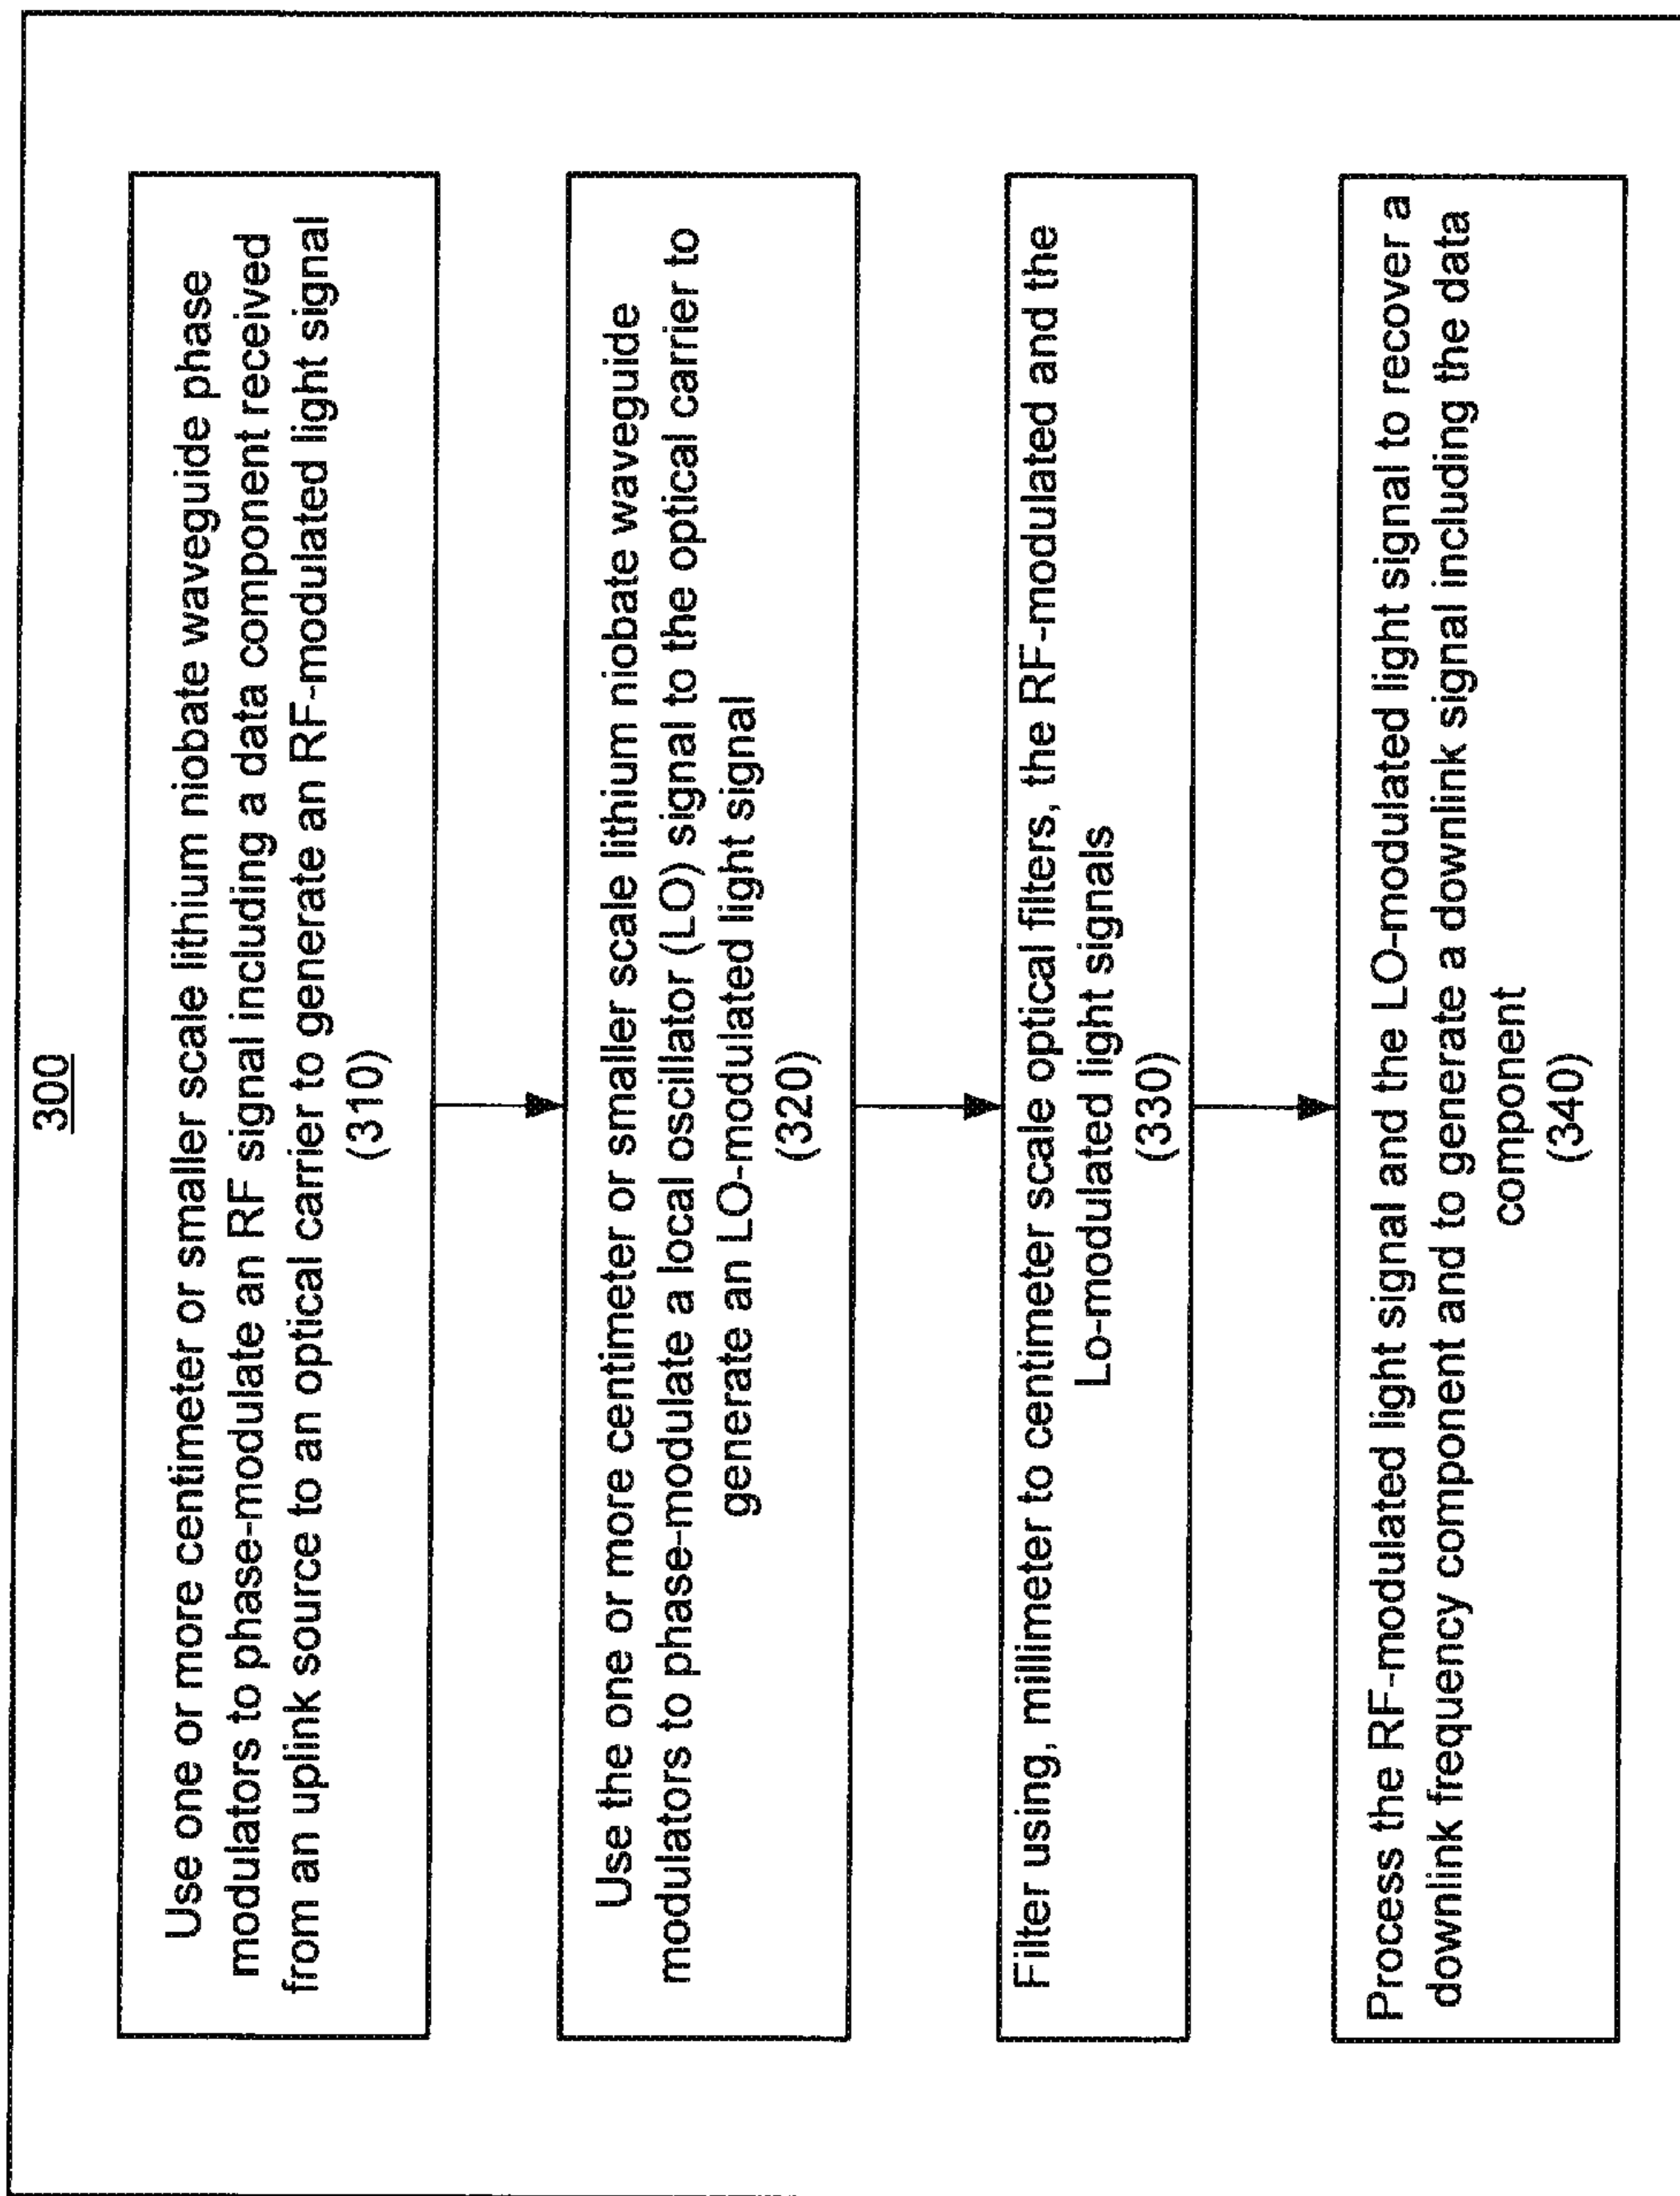 300
Use one or more centimeter or smaller scale lithium niobate waveguide phase
modulators to phase-modulate an RF signal including a data component received
from an uplink source to an optical carrier to generate an RF-modulated light signal
(310)
Use the one or more centimeter or smaller scale lithium niobate waveguide
modulators to phase-modulate a local oscillator (LO) signal to the optical carrier to
generate an LO-modulated light signal
(320)
Filter using, millimeter to centimeter scale optical filters, the RF-modulated and the
Lo-modulated light signals
(330)
Process the RF-modulated light signal and the LO-modulated light signal to recover a
downlink frequency component and to generate a downlink signal including the data
component
(340)